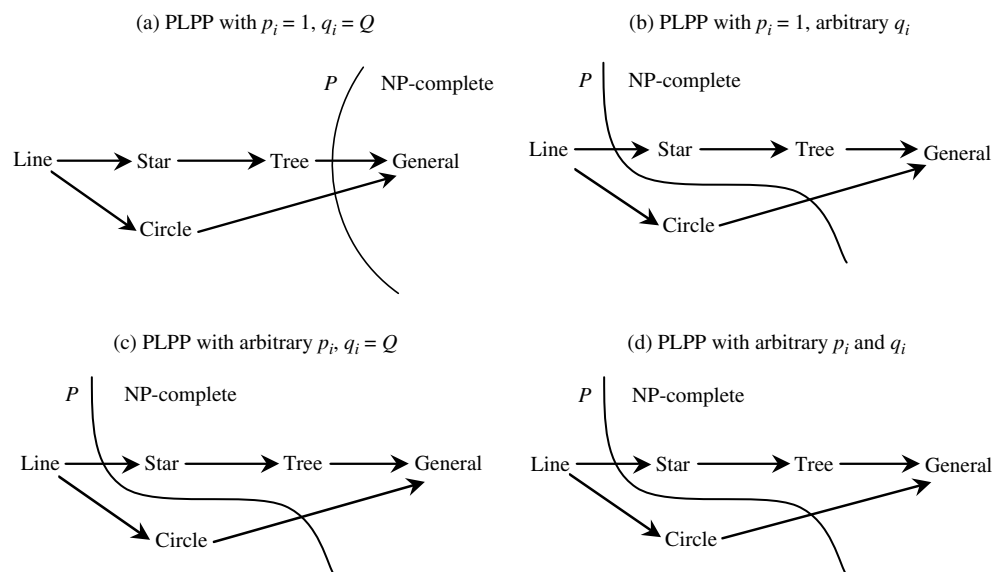 (a) PLPP with p_i = 1, q_i = Q
P NP-complete
Line Star Tree General
Circle
(b) PLPP with p_i = 1, arbitrary q_i
P NP-complete
Line Star Tree General
Circle
(c) PLPP with arbitrary p_i, q_i = Q
P NP-complete
Line Star Tree General
Circle
(d) PLPP with arbitrary p_i and q_i
P NP-complete
Line Star Tree General
Circle